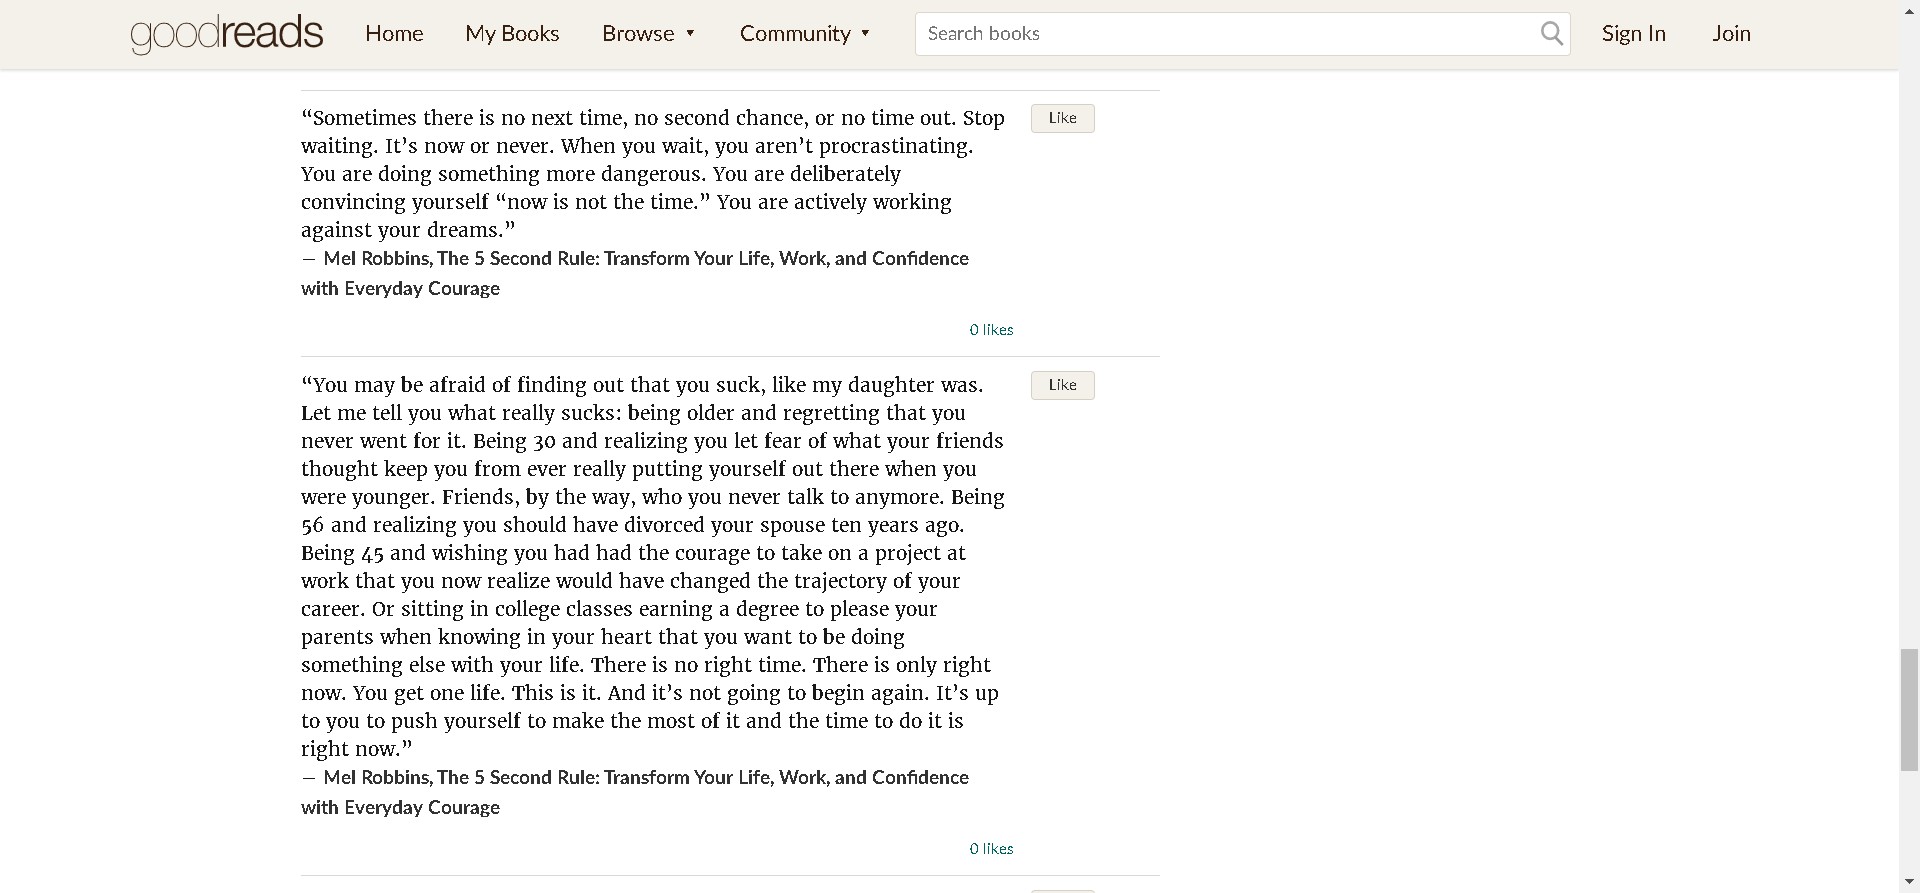 goodreads Home My Books Browse ▼ Community ▼ Search books Sign In Join
“Sometimes there is no next time, no second chance, or no time out. Stop Like
waiting. It’s now or never. When you wait, you aren’t procrastinating.
You are doing something more dangerous. You are deliberately
convincing yourself “now is not the time.” You are actively working
against your dreams.”
― Mel Robbins, The 5 Second Rule: Transform Your Life, Work, and Confidence
with Everyday Courage
0 likes
“You may be afraid of finding out that you suck, like my daughter was. Like
Let me tell you what really sucks: being older and regretting that you
never went for it. Being 30 and realizing you let fear of what your friends
thought keep you from ever really putting yourself out there when you
were younger. Friends, by the way, who you never talk to anymore. Being
56 and realizing you should have divorced your spouse ten years ago.
Being 45 and wishing you had had the courage to take on a project at
work that you now realize would have changed the trajectory of your
career. Or sitting in college classes earning a degree to please your
parents when knowing in your heart that you want to be doing
something else with your life. There is no right time. There is only right
now. You get one life. This is it. And it’s not going to begin again. It’s up
to you to push yourself to make the most of it and the time to do it is
right now.”
― Mel Robbins, The 5 Second Rule: Transform Your Life, Work, and Confidence
with Everyday Courage
0 likes